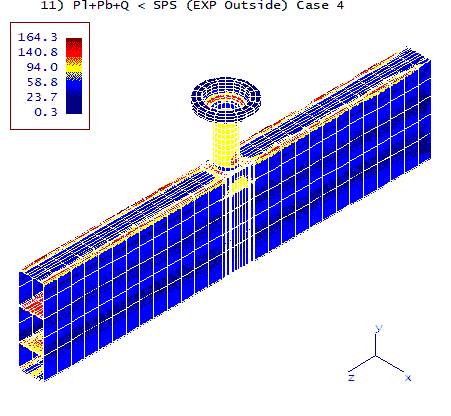 11) Pl+Pb+Q < SPS (EXP Outside) Case 4
164.3
140.8
94.0
58.8
23.7
0.3
y
z
x